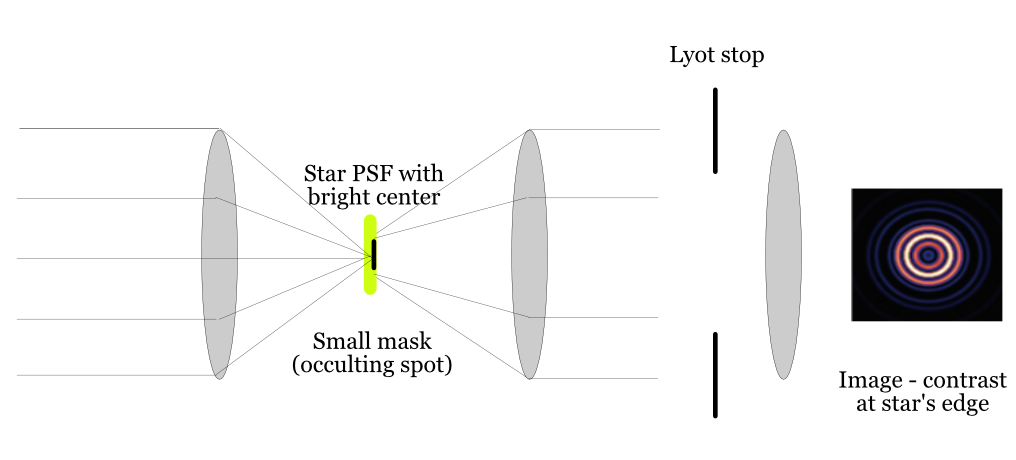 Lyot stop
Star PSF with
bright center
Small mask
(occulting spot)
Image - contrast
at star's edge